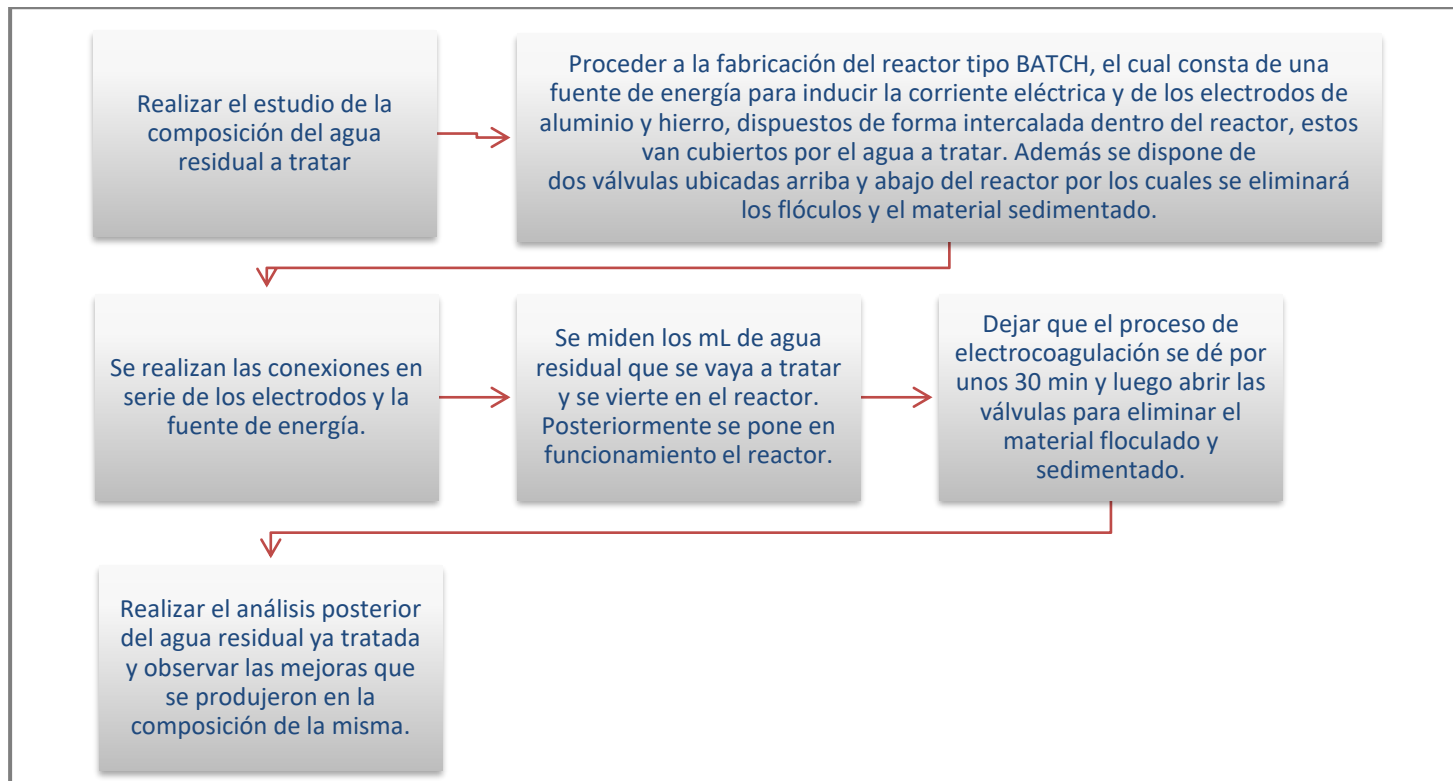 Realizar el estudio de la
composición del agua
residual a tratar
Proceder a la fabricación del reactor tipo BATCH, el cual consta de una
fuente de energía para inducir la corriente eléctrica y de los electrodos de
aluminio y hierro, dispuestos de forma intercalada dentro del reactor, estos
van cubiertos por el agua a tratar. Además se dispone de
dos válvulas ubicadas arriba y abajo del reactor por los cuales se eliminará
los flóculos y el material sedimentado.
Se realizan las conexiones en
serie de los electrodos y la
fuente de energía.
Se miden los mL de agua
residual que se vaya a tratar
y se vierte en el reactor.
Posteriormente se pone en
funcionamiento el reactor.
Dejar que el proceso de
electrocoagulación se dé por
unos 30 min y luego abrir las
válvulas para eliminar el
material floculado y
sedimentado.
Realizar el análisis posterior
del agua residual ya tratada
y observar las mejoras que
se produjeron en la
composición de la misma.